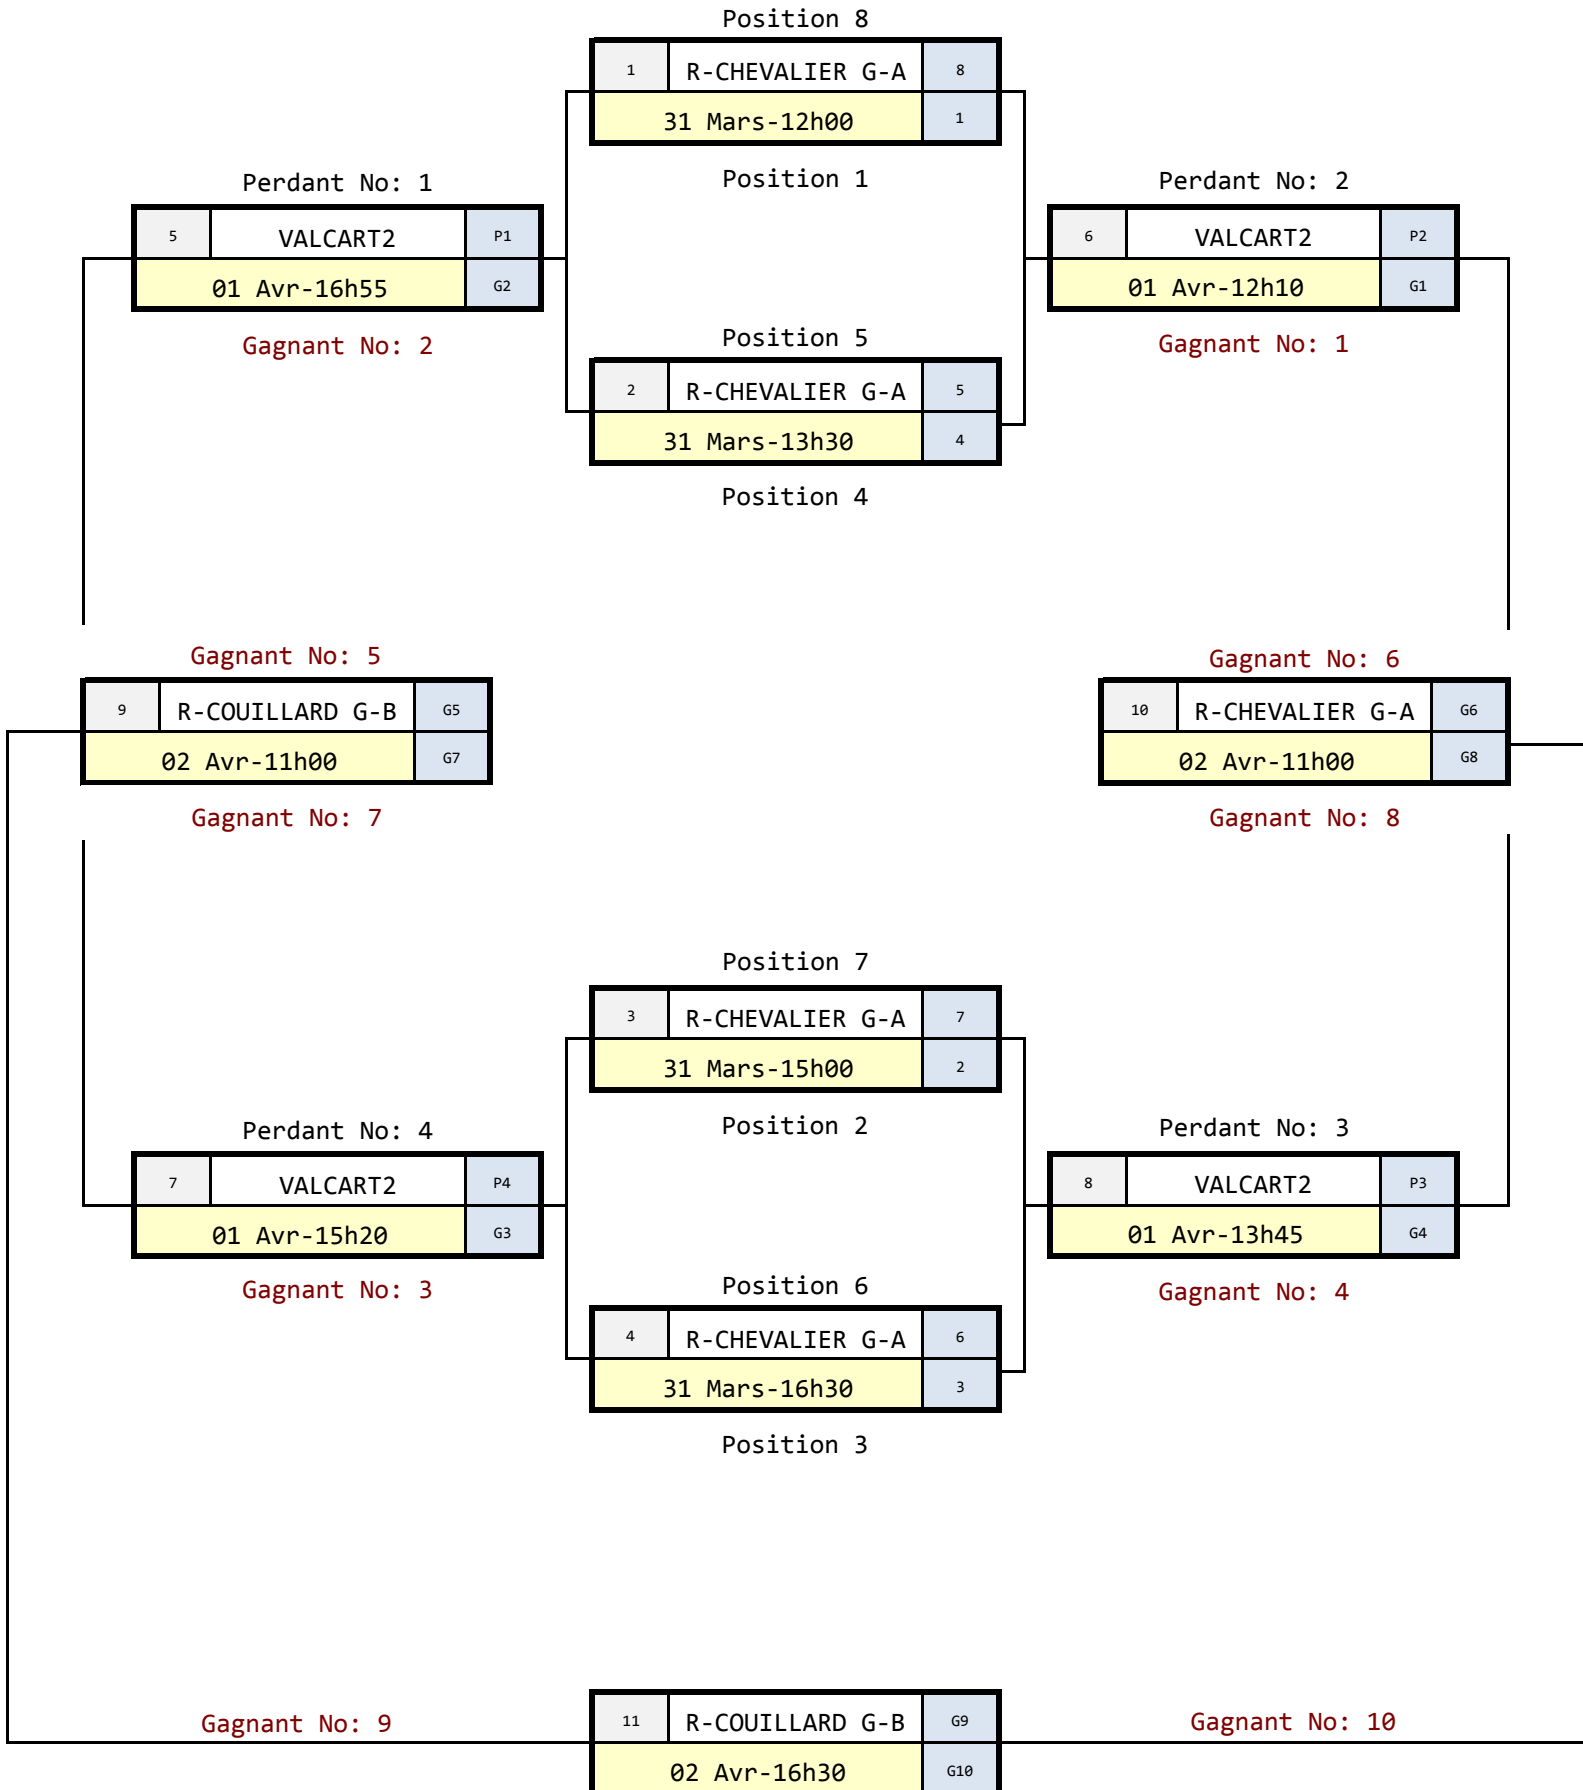 Position 8
1 R-CHEVALIER G-A 8
31 Mars-12h00 1
Position 1
Perdant No: 1
5 VALCART2 P1
01 Avr-16h55 G2
Gagnant No: 2
Perdant No: 2
6 VALCART2 P2
01 Avr-12h10 G1
Gagnant No: 1
Position 5
2 R-CHEVALIER G-A 5
31 Mars-13h30 4
Position 4
Gagnant No: 5
9 R-COUILLARD G-B G5
02 Avr-11h00 G7
Gagnant No: 7
Gagnant No: 6
10 R-CHEVALIER G-A G6
02 Avr-11h00 G8
Gagnant No: 8
Position 7
3 R-CHEVALIER G-A 7
31 Mars-15h00 2
Position 2
Perdant No: 4
7 VALCART2 P4
01 Avr-15h20 G3
Gagnant No: 3
Perdant No: 3
8 VALCART2 P3
01 Avr-13h45 G4
Gagnant No: 4
Position 6
4 R-CHEVALIER G-A 6
31 Mars-16h30 3
Position 3
Gagnant No: 9
11 R-COUILLARD G-B G9
02 Avr-16h30 G10
Gagnant No: 10